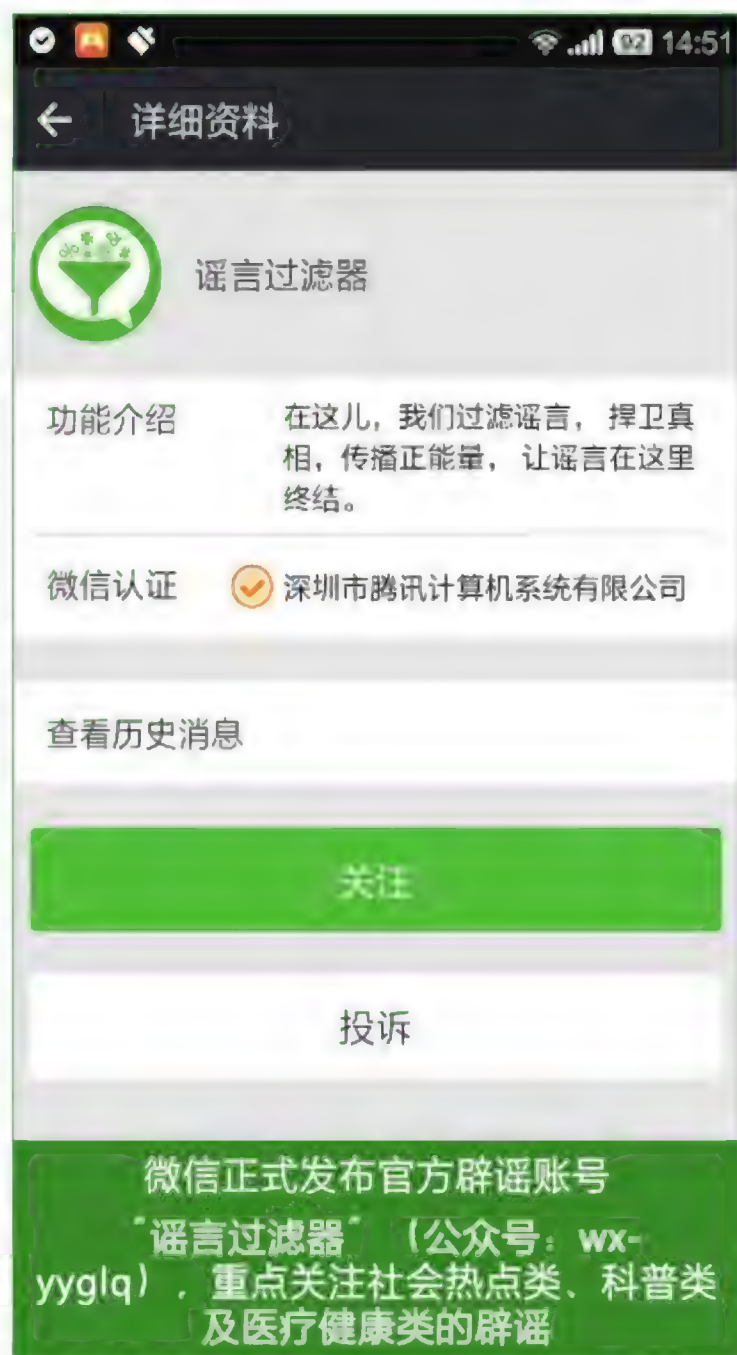 92 14:51
详细资料
谣言过滤器
功能介绍 在这儿，我们过滤谣言，捍卫真
相，传播正能量，让谣言在这里
终结。
微信认证 深圳市腾讯计算机系统有限公司
查看历史消息
关注
投诉
微信正式发布官方辟谣账号
“谣言过滤器”（公众号：wx-
yyglq），重点关注社会热点类、科普类
及医疗健康类的辟谣